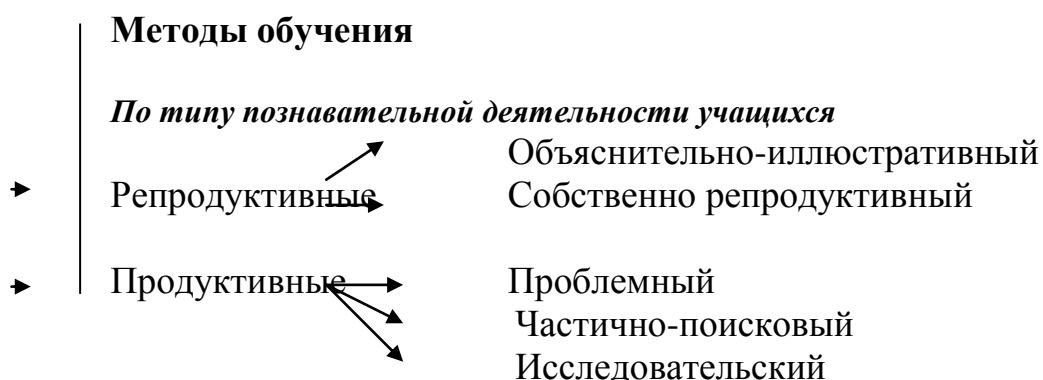 Методы обучения
По типу познавательной деятельности учащихся
Объяснительно-иллюстративный
Репродуктивные Собственно репродуктивный
Продуктивные Проблемный
Частично-поисковый
Исследовательский